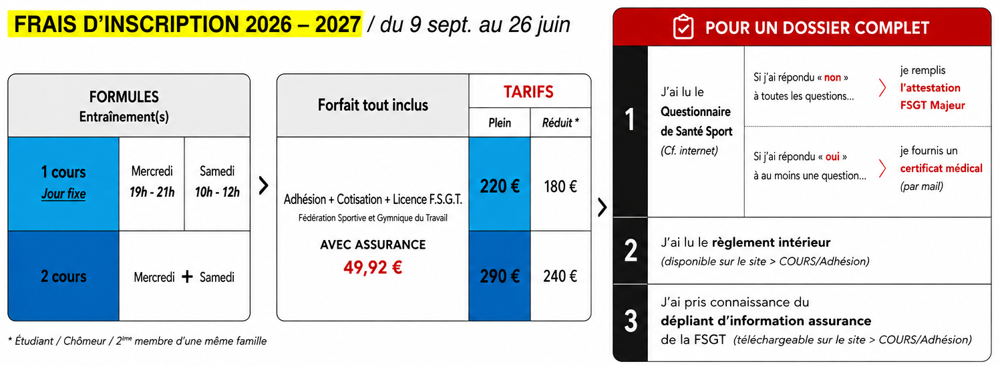 FRAIS D'INSCRIPTION 2026 – 2027 / du 9 sept. au 26 juin
FORMULES
Entraînement(s)
1 cours
Jour fixe
Mercredi
19h - 21h
Samedi
10h - 12h
2 cours
Mercredi + Samedi
* Étudiant / Chômeur / 2ième membre d'une même famille
Forfait tout inclus
TARIFS
Plein
Réduit *
Adhésion + Cotisation + Licence F.S.G.T.
Fédération Sportive et Gymnique du Travail
AVEC ASSURANCE
49,92 €
220 €
180 €
290 €
240 €
POUR UN DOSSIER COMPLET
1
J'ai lu le
Questionnaire
de Santé Sport
(Cf. internet)
Si j'ai répondu « non »
à toutes les questions...
je remplis
l'attestation
FSGT Majeur
Si j'ai répondu « oui »
à au moins une question...
je fournis un
certificat médical
(par mail)
2
J'ai lu le règlement intérieur
(disponible sur le site > COURS/Adhésion)
3
J'ai pris connaissance du
dépliant d'information assurance
de la FSGT (téléchargeable sur le site > COURS/Adhésion)